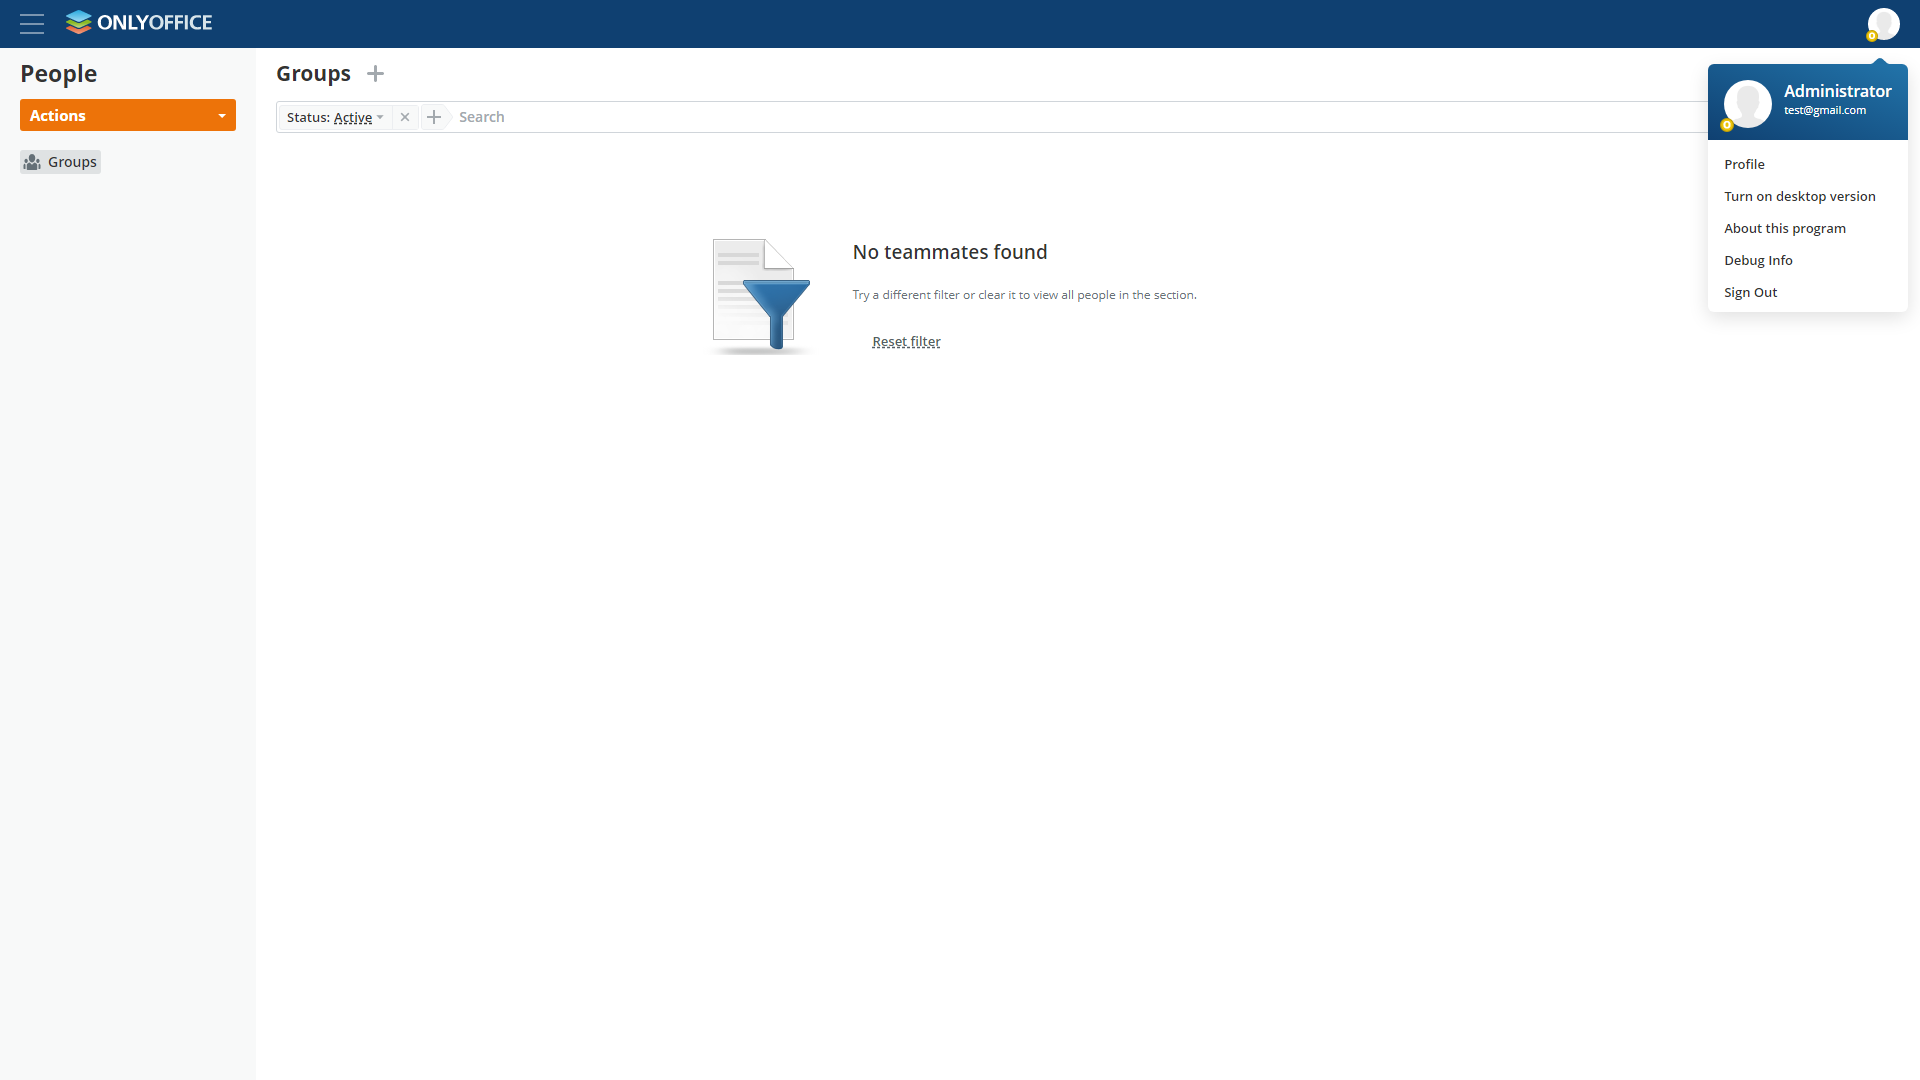 ONLYOFFICE
People
Groups
Actions
Status: Active
Search
Groups
Administrator
test@gmail.com
Profile
Turn on desktop version
About this program
Debug Info
Sign Out
No teammates found
Try a different filter or clear it to view all people in the section.
Reset filter